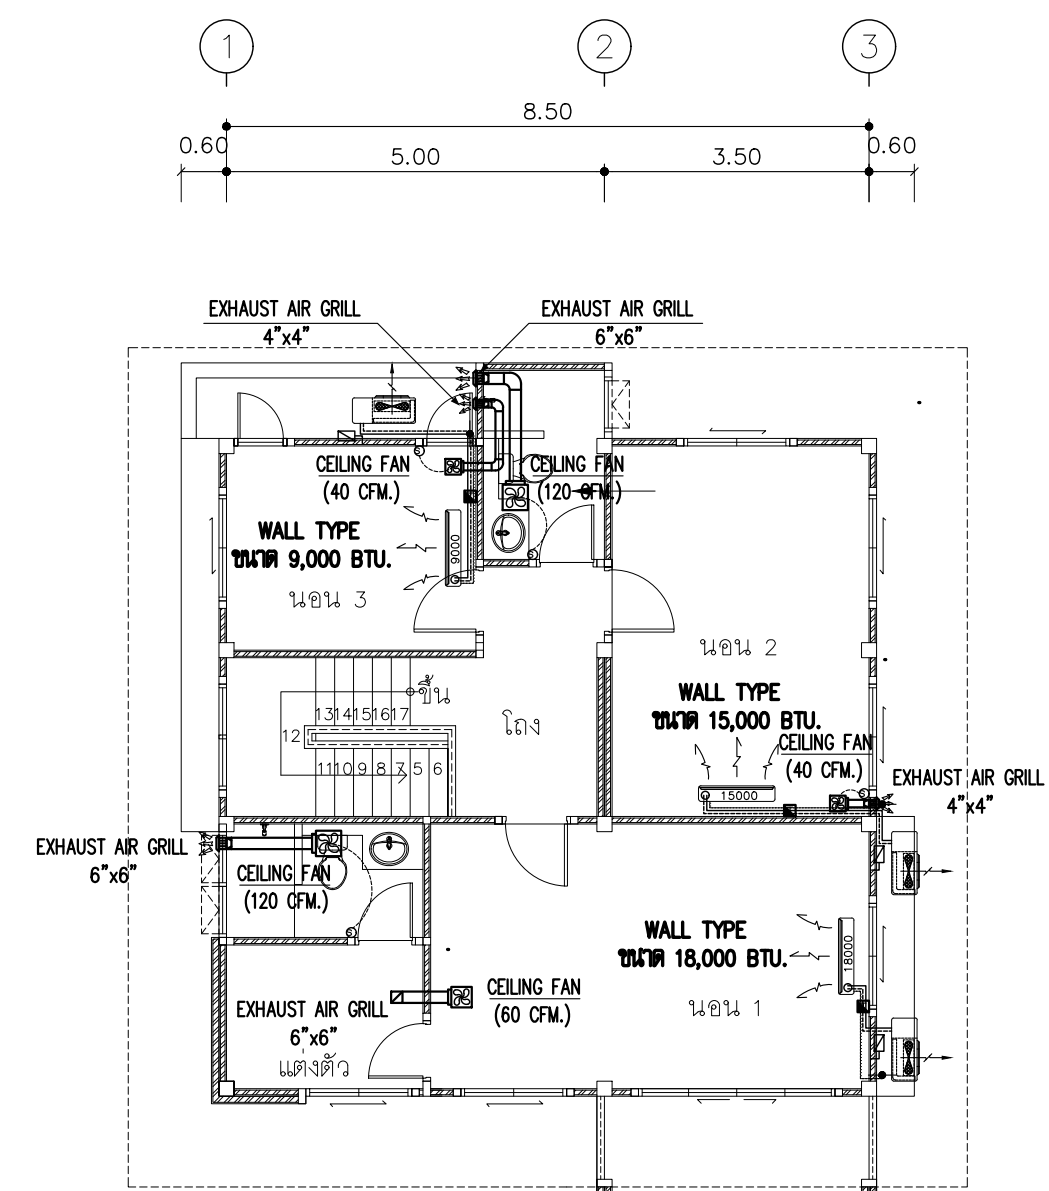 1
2
3
8.50
0.60
0.60
5.00
3.50
EXHAUST AIR GRILL
4"x4"
EXHAUST AIR GRILL
6"x6"
CEILING FAN
(40 CFM.)
CEILING FAN
(120 CFM.)
WALL TYPE
ขนาด 9,000 BTU.
9000
นอน 3
นอน 2
WALL TYPE
ขนาด 15,000 BTU.
ขึ้น
13 14 15 16 17
12
11 10 9 8 7 5 6
โถง
CEILING FAN
(40 CFM.)
EXHAUST AIR GRILL
4"x4"
15000
EXHAUST AIR GRILL
6"x6"
CEILING FAN
(120 CFM.)
WALL TYPE
ขนาด 18,000 BTU.
18000
CEILING FAN
(60 CFM.)
นอน 1
EXHAUST AIR GRILL
6"x6"
แต่งตัว